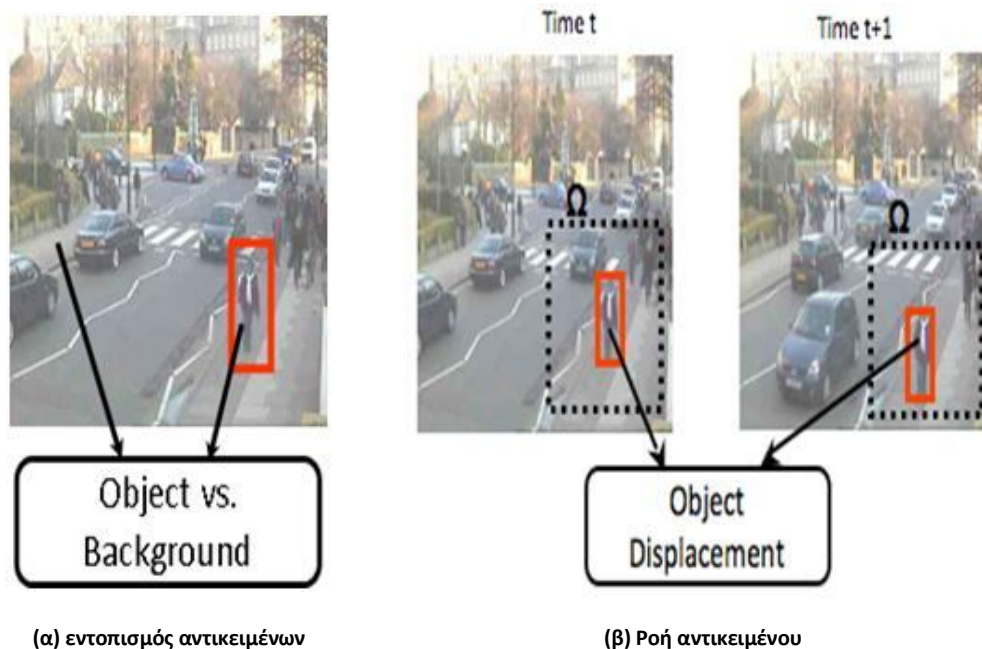 Time t
Time t+1
Ω
Ω
Object vs.
Background
Object
Displacement
(α) εντοπισμός αντικειμένων
(β) Ροή αντικειμένου